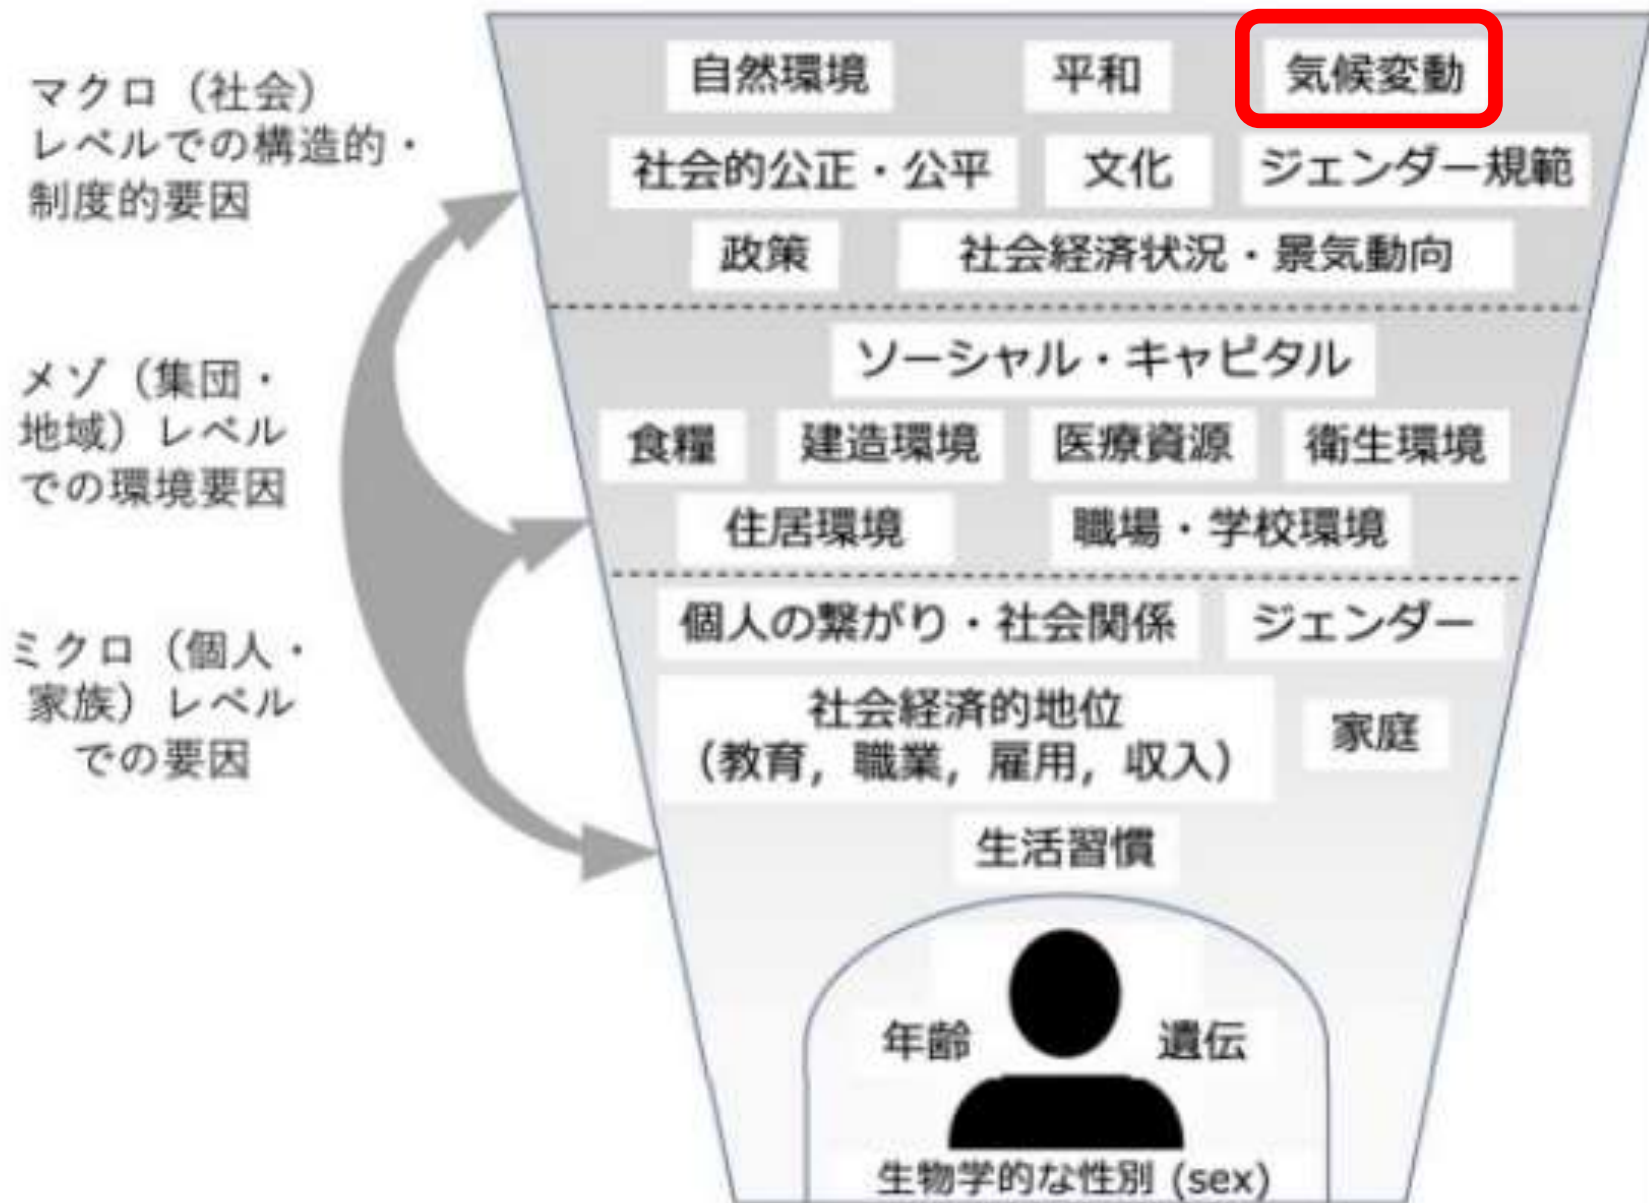 マクロ（社会）
レベルでの構造的・
制度的要因
自然環境 平和 気候変動
社会的公正・公平 文化 ジェンダー規範
政策 社会経済状況・景気動向
メゾ（集団・
地域）レベル
での環境要因
ソーシャル・キャピタル
食糧 建造環境 医療資源 衛生環境
住居環境 職場・学校環境
ミクロ（個人・
家族）レベル
での要因
個人の繋がり・社会関係 ジェンダー
社会経済的地位
（教育，職業，雇用，収入）
家庭
生活習慣
年齢 遺伝
生物学的な性別 (sex)